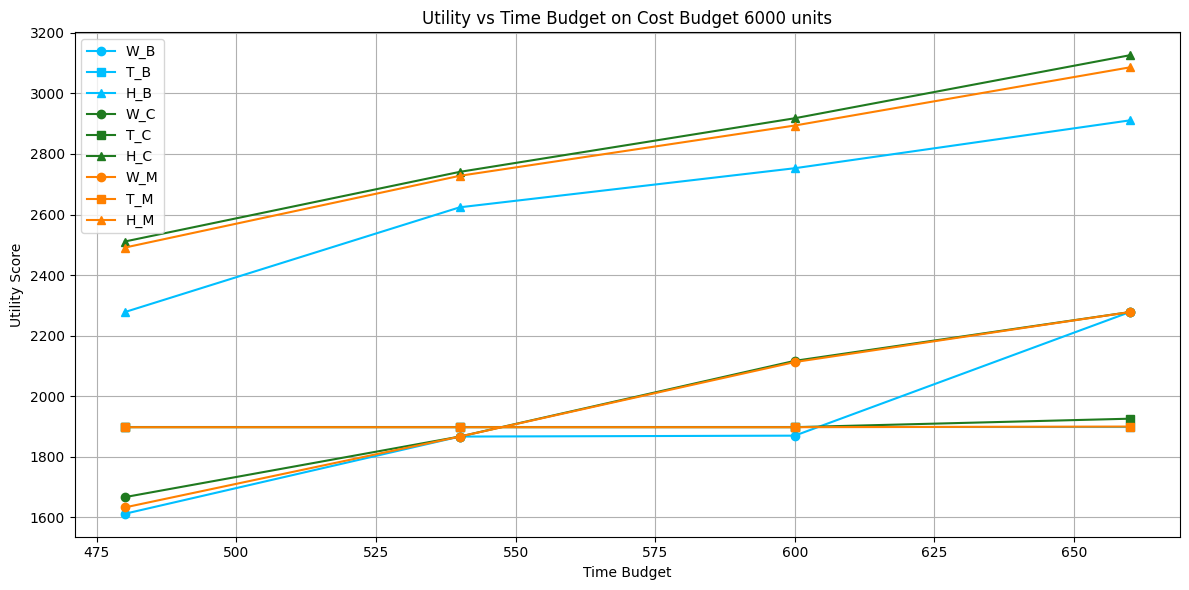 Utility vs Time Budget on Cost Budget 6000 units
3200
3000
2800
2600
2400
2200
2000
1800
1600
Utility Score
W_B
T_B
H_B
W_C
T_C
H_C
W_M
T_M
H_M
475 500 525 550 575 600 625 650
Time Budget